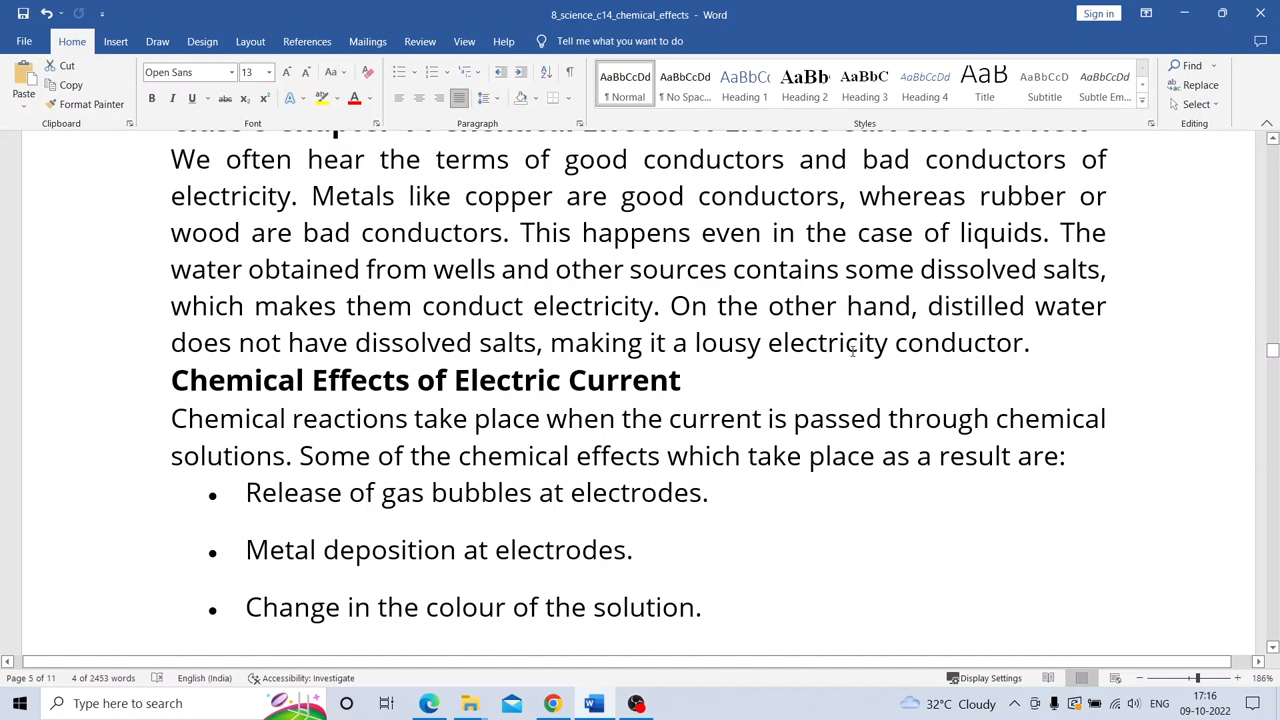 8_science_c14_chemical_effects - Word
Sign in
File Home Insert Draw Design Layout References Mailings Review View Help Tell me what you want to do
Paste
Cut
Copy
Format Painter
Clipboard
Open Sans 13
Font
Paragraph
AaBbCcDd AaBbCcDd AaBbCc AaBb AaBbC AaBbCcDd AaB AaBbCcDd AaBbCcDd
¶ Normal ¶ No Spac... Heading 1 Heading 2 Heading 3 Heading 4 Title Subtitle Subtle Em...
Styles
Find
Replace
Select
Editing
We often hear the terms of good conductors and bad conductors of
electricity. Metals like copper are good conductors, whereas rubber or
wood are bad conductors. This happens even in the case of liquids. The
water obtained from wells and other sources contains some dissolved salts,
which makes them conduct electricity. On the other hand, distilled water
does not have dissolved salts, making it a lousy electricity conductor.
Chemical Effects of Electric Current
Chemical reactions take place when the current is passed through chemical
solutions. Some of the chemical effects which take place as a result are:
• Release of gas bubbles at electrodes.
• Metal deposition at electrodes.
• Change in the colour of the solution.
Page 5 of 11 4 of 2453 words English (India) Accessibility: Investigate Display Settings 186%
Type here to search
32°C Cloudy ENG
17:16
09-10-2022